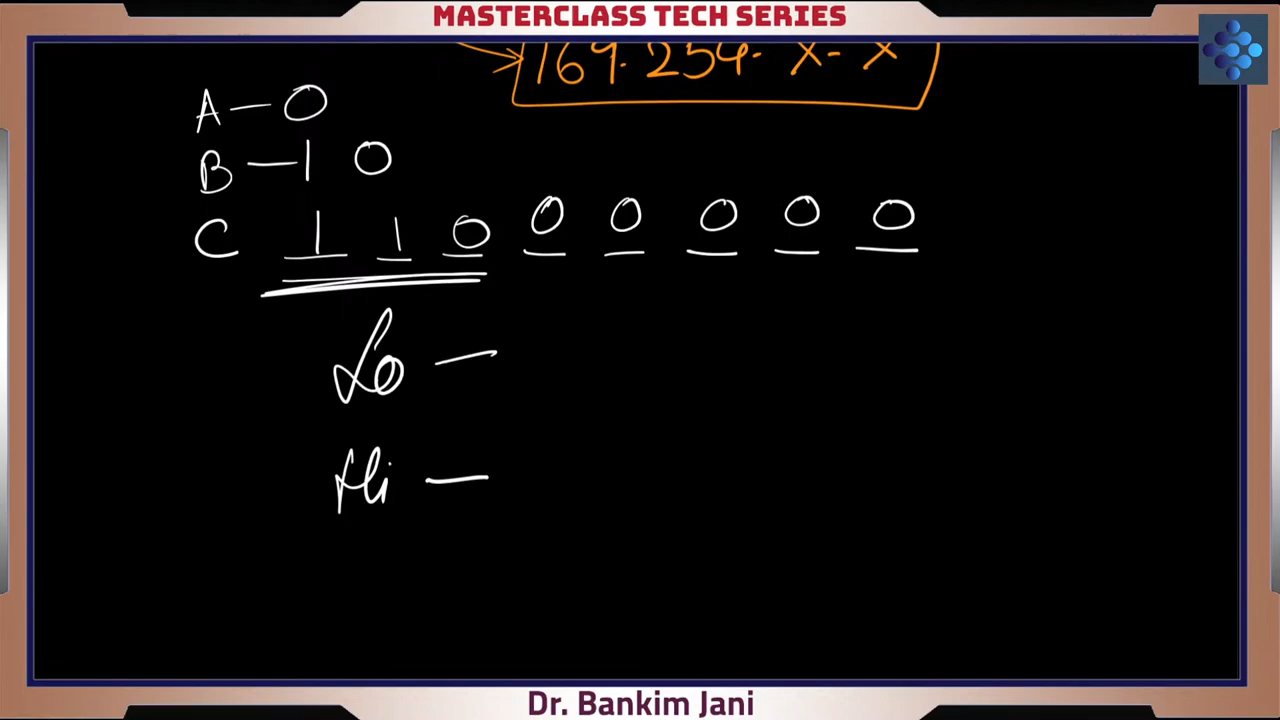 MASTERCLASS TECH SERIES
169.254.x.x
A — 0
B — 1 0
C 1 1 0 0 0 0 0 0
Lo —
Hi —
Dr. Bankim Jani